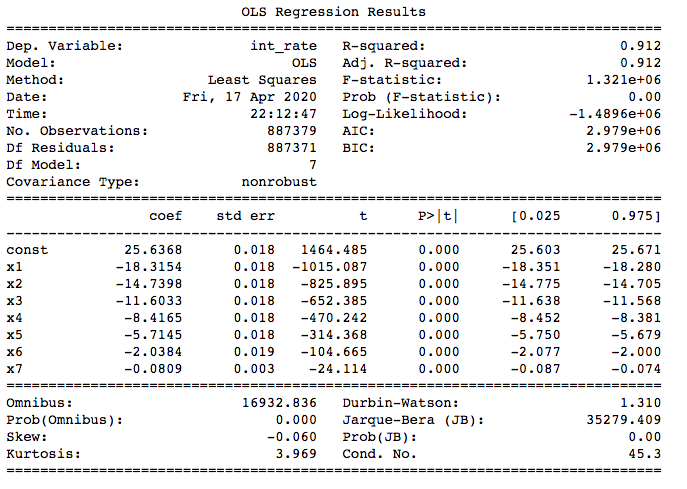 OLS Regression Results
==============================================================================
Dep. Variable: int_rate R-squared: 0.912
Model: OLS Adj. R-squared: 0.912
Method: Least Squares F-statistic: 1.321e+06
Date: Fri, 17 Apr 2020 Prob (F-statistic): 0.00
Time: 22:12:47 Log-Likelihood: -1.4896e+06
No. Observations: 887379 AIC: 2.979e+06
Df Residuals: 887371 BIC: 2.979e+06
Df Model: 7
Covariance Type: nonrobust
==============================================================================
coef std err t P>|t| [0.025 0.975]
------------------------------------------------------------------------------
const 25.6368 0.018 1464.485 0.000 25.603 25.671
x1 -18.3154 0.018 -1015.087 0.000 -18.351 -18.280
x2 -14.7398 0.018 -825.895 0.000 -14.775 -14.705
x3 -11.6033 0.018 -652.385 0.000 -11.638 -11.568
x4 -8.4165 0.018 -470.242 0.000 -8.452 -8.381
x5 -5.7145 0.018 -314.368 0.000 -5.750 -5.679
x6 -2.0384 0.019 -104.665 0.000 -2.077 -2.000
x7 -0.0809 0.003 -24.114 0.000 -0.087 -0.074
==============================================================================
Omnibus: 16932.836 Durbin-Watson: 1.310
Prob(Omnibus): 0.000 Jarque-Bera (JB): 35279.409
Skew: -0.060 Prob(JB): 0.00
Kurtosis: 3.969 Cond. No. 45.3
==============================================================================